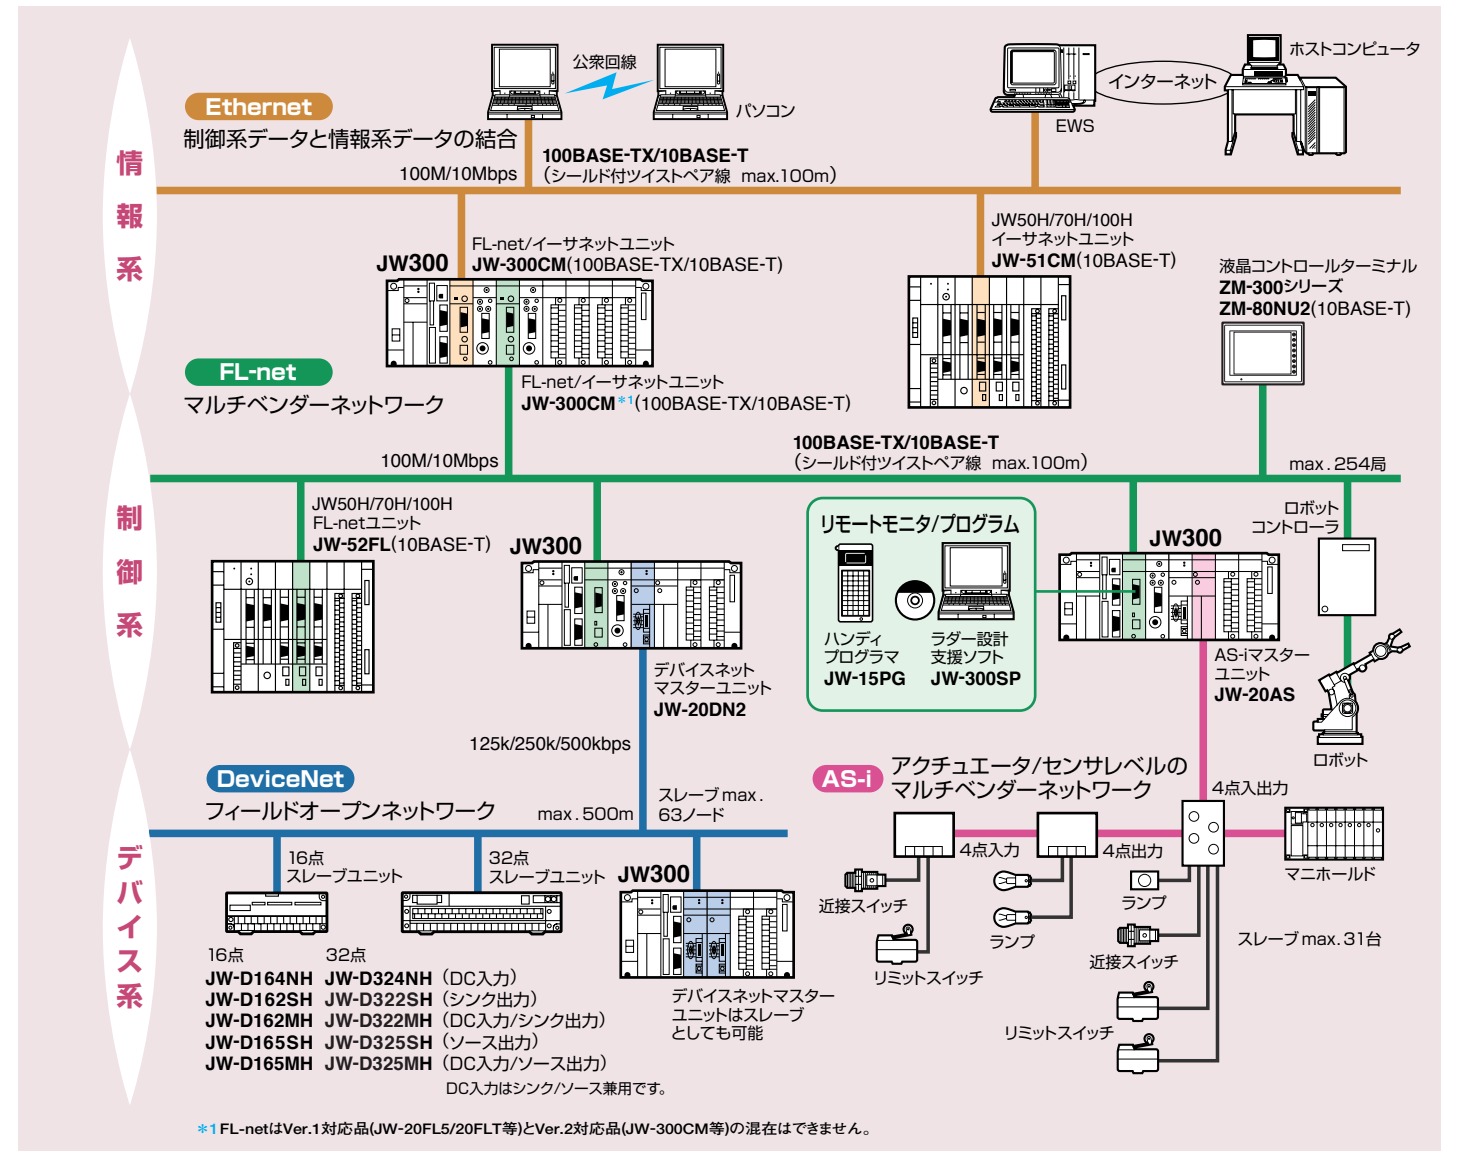 情報系
制御系
デバイス系
Ethernet
制御系データと情報系データの結合
公衆回線
パソコン
EWS
インターネット
ホストコンピュータ
100M/10Mbps
100BASE-TX/10BASE-T
(シールド付ツイストペア線 max.100m)
FL-net/イーサネットユニット
JW300 JW-300CM(100BASE-TX/10BASE-T)
JW50H/70H/100H
イーサネットユニット
JW-51CM(10BASE-T)
液晶コントロールターミナル
ZM-300シリーズ
ZM-80NU2(10BASE-T)
FL-net
マルチベンダーネットワーク
FL-net/イーサネットユニット
JW-300CM*1(100BASE-TX/10BASE-T)
100M/10Mbps
100BASE-TX/10BASE-T
(シールド付ツイストペア線 max.100m)
max.254局
JW50H/70H/100H
FL-netユニット
JW-52FL(10BASE-T)
JW300
リモートモニタ/プログラム
ハンディ
プログラマ
JW-15PG
ラダー設計
支援ソフト
JW-300SP
JW300
ロボット
コントローラ
ロボット
デバイスネット
マスターユニット
JW-20DN2
AS-iマスター
ユニット
JW-20AS
125k/250k/500kbps
DeviceNet
フィールドオープンネットワーク
max.500m
スレーブmax.
63ノード
AS-i
アクチュエータ/センサレベルの
マルチベンダーネットワーク
4点入出力
4点入力
4点出力
マニホールド
近接スイッチ
リミットスイッチ
ランプ
ランプ
近接スイッチ
リミットスイッチ
スレーブmax.31台
16点
スレーブユニット
32点
スレーブユニット
JW300
デバイスネットマスター
ユニットはスレーブ
としても可能
16点 32点
JW-D164NH JW-D324NH (DC入力)
JW-D162SH JW-D322SH (シンク出力)
JW-D162MH JW-D322MH (DC入力/シンク出力)
JW-D165SH JW-D325SH (ソース出力)
JW-D165MH JW-D325MH (DC入力/ソース出力)
DC入力はシンク/ソース兼用です。
*1 FL-netはVer.1対応品(JW-20FL5/20FLT等)とVer.2対応品(JW-300CM等)の混在はできません。